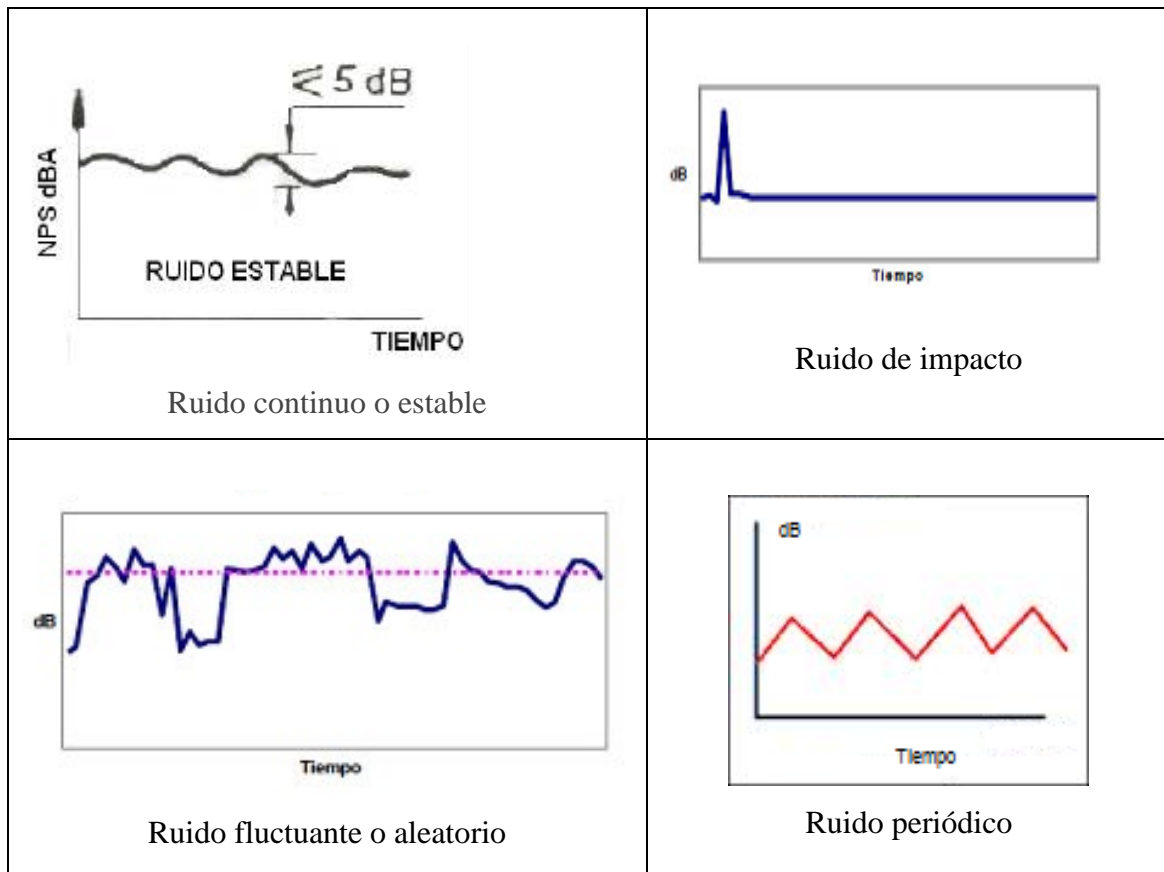 ≤ 5 dB
NPS dBA
RUIDO ESTABLE
TIEMPO
Ruido continuo o estable
dB
Tiempo
Ruido de impacto
dB
Tiempo
Ruido fluctuante o aleatorio
dB
Tiempo
Ruido periódico